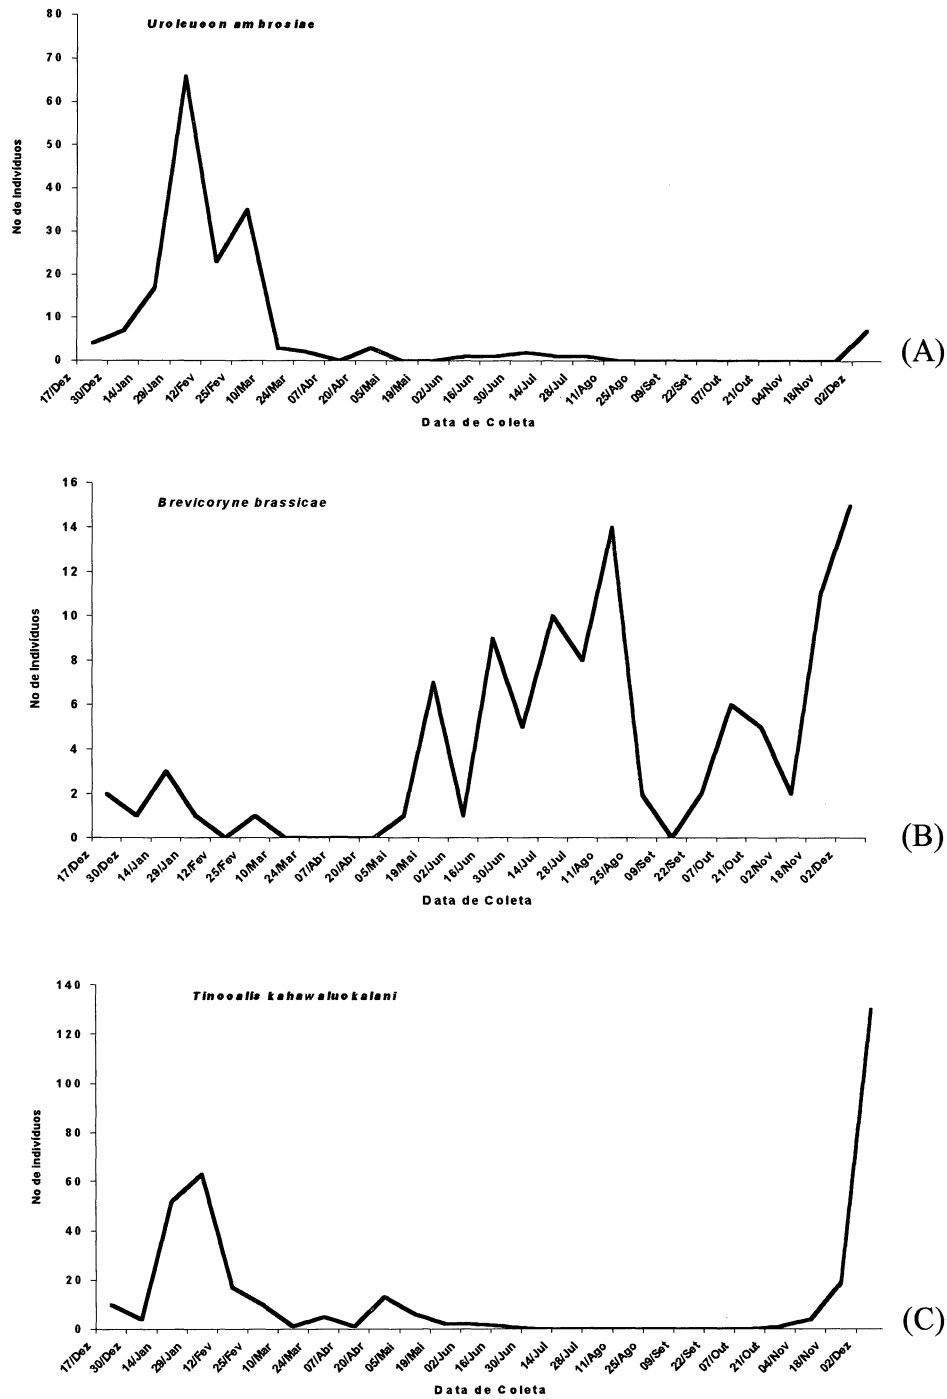 Uroleucon ambrosiae
80
70
60
50
40
30
20
10
0
No de Indivíduos
17/Dez 30/Dez 14/Jan 29/Jan 12/Fev 25/Fev 10/Mar 24/Mar 07/Abr 20/Abr 05/Mai 19/Mai 02/Jun 16/Jun 30/Jun 14/Jul 28/Jul 11/Ago 25/Ago 09/Set 22/Set 07/Out 21/Out 04/Nov 18/Nov 02/Dez
Data de Coleta
(A)
Brevicoryne brassicae
16
14
12
10
8
6
4
2
0
No de Indivíduos
17/Dez 30/Dez 14/Jan 29/Jan 12/Fev 25/Fev 10/Mar 24/Mar 07/Abr 20/Abr 05/Mai 19/Mai 02/Jun 16/Jun 30/Jun 14/Jul 28/Jul 11/Ago 25/Ago 09/Set 22/Set 07/Out 21/Out 02/Nov 18/Nov 02/Dez
Data de Coleta
(B)
Tinocalis kahawaluokalani
140
120
100
80
60
40
20
0
No de indivíduos
17/Dez 30/Dez 14/Jan 29/Jan 12/Fev 25/Fev 10/Mar 24/Mar 07/Abr 20/Abr 05/Mai 19/Mai 02/Jun 16/Jun 30/Jun 14/Jul 28/Jul 11/Ago 25/Ago 09/Set 22/Set 07/Out 21/Out 04/Nov 18/Nov 02/Dez
Data de Coleta
(C)